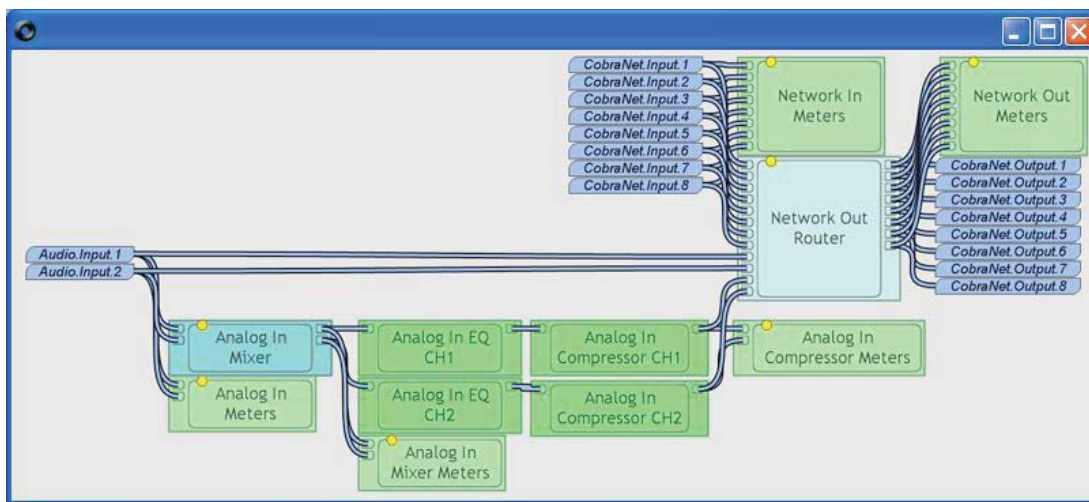 CobraNet.Input.1
CobraNet.Input.2
CobraNet.Input.3
CobraNet.Input.4
CobraNet.Input.5
CobraNet.Input.6
CobraNet.Input.7
CobraNet.Input.8
Network In
Meters
Network Out
Meters
Network Out
Router
CobraNet.Output.1
CobraNet.Output.2
CobraNet.Output.3
CobraNet.Output.4
CobraNet.Output.5
CobraNet.Output.6
CobraNet.Output.7
CobraNet.Output.8
Audio.Input.1
Audio.Input.2
Analog In
Mixer
Analog In EQ
CH1
Analog In
Compressor CH1
Analog In
Compressor Meters
Analog In
Meters
Analog In EQ
CH2
Analog In
Compressor CH2
Analog In
Mixer Meters